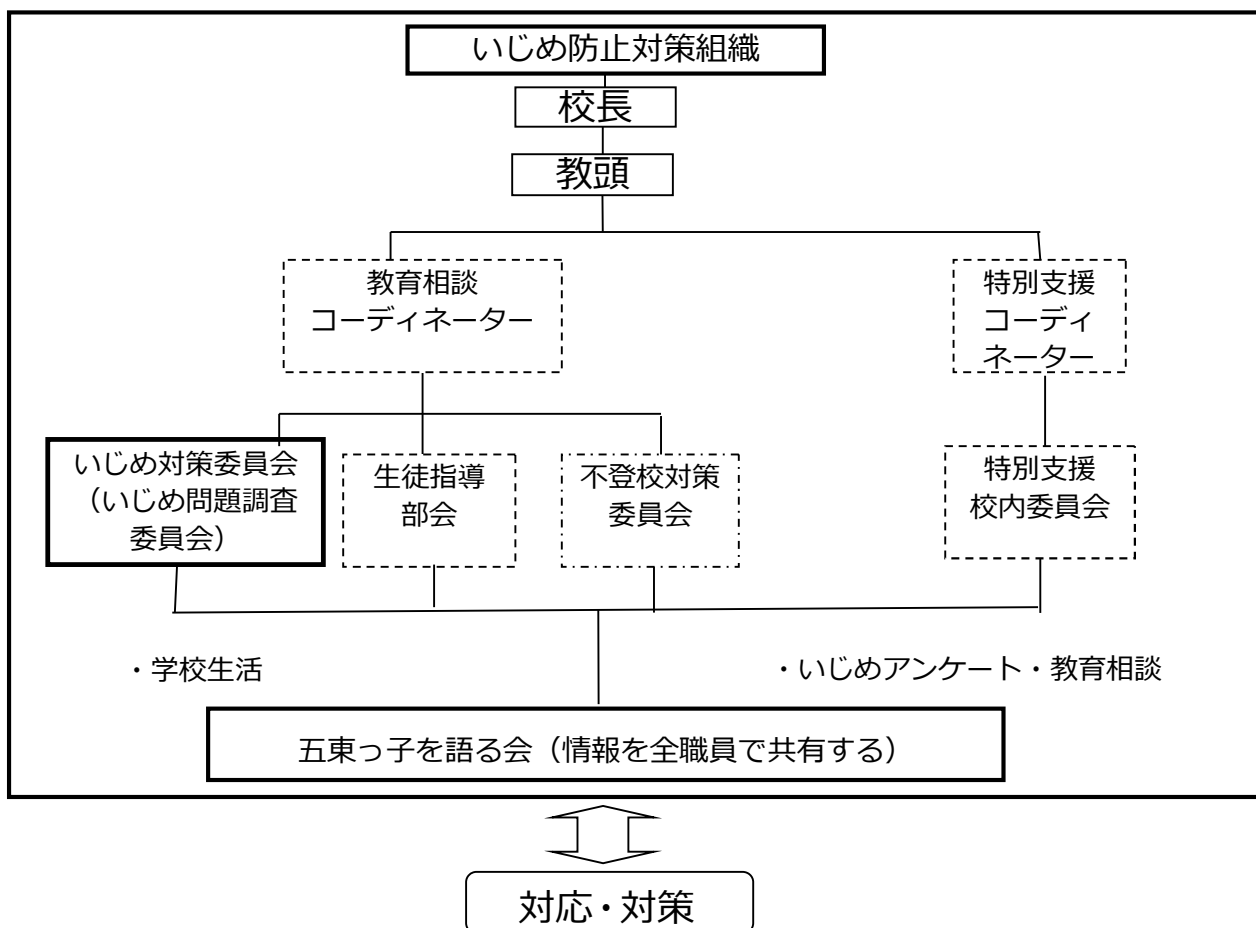 いじめ防止対策組織
校長
教頭
教育相談
コーディネーター
特別支援
コーディ
ネーター
いじめ対策委員会
（いじめ問題調査
委員会）
生徒指導
部会
不登校対策
委員会
特別支援
校内委員会
・学校生活
・いじめアンケート・教育相談
五東っ子を語る会（情報を全職員で共有する）
対応・対策